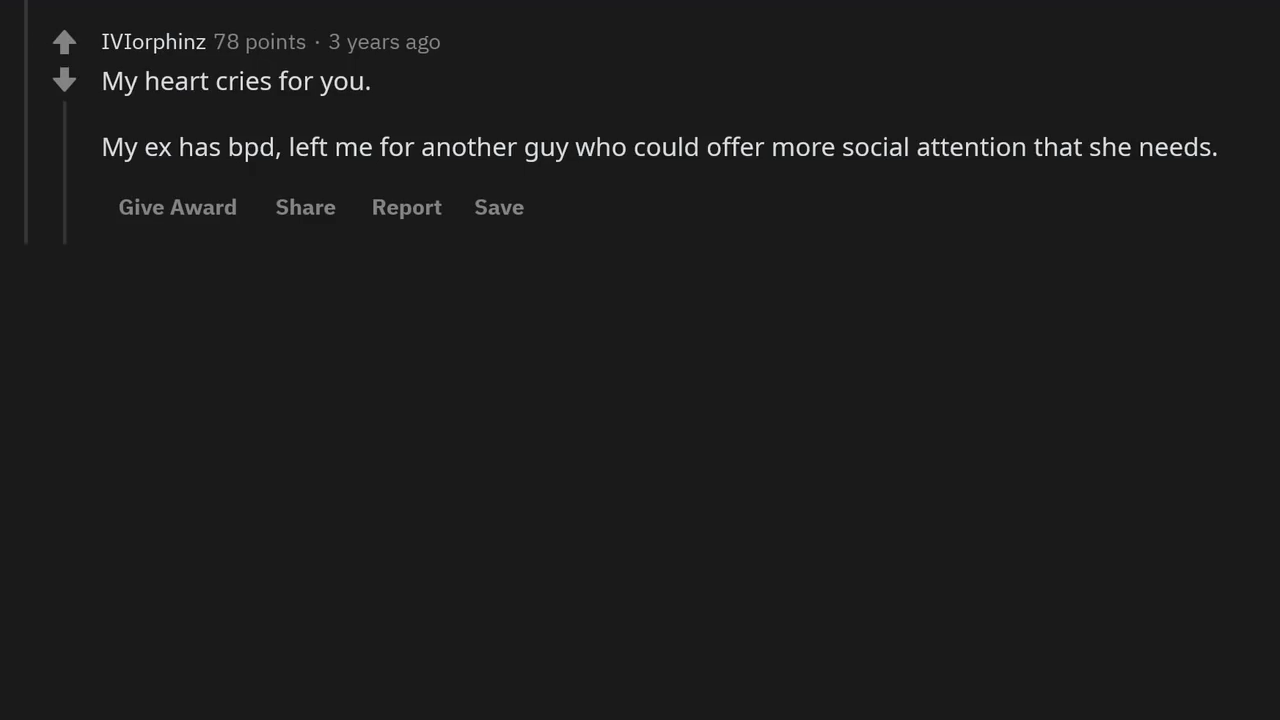 IVIorphinz 78 points · 3 years ago
My heart cries for you.
My ex has bpd, left me for another guy who could offer more social attention that she needs.
Give Award Share Report Save